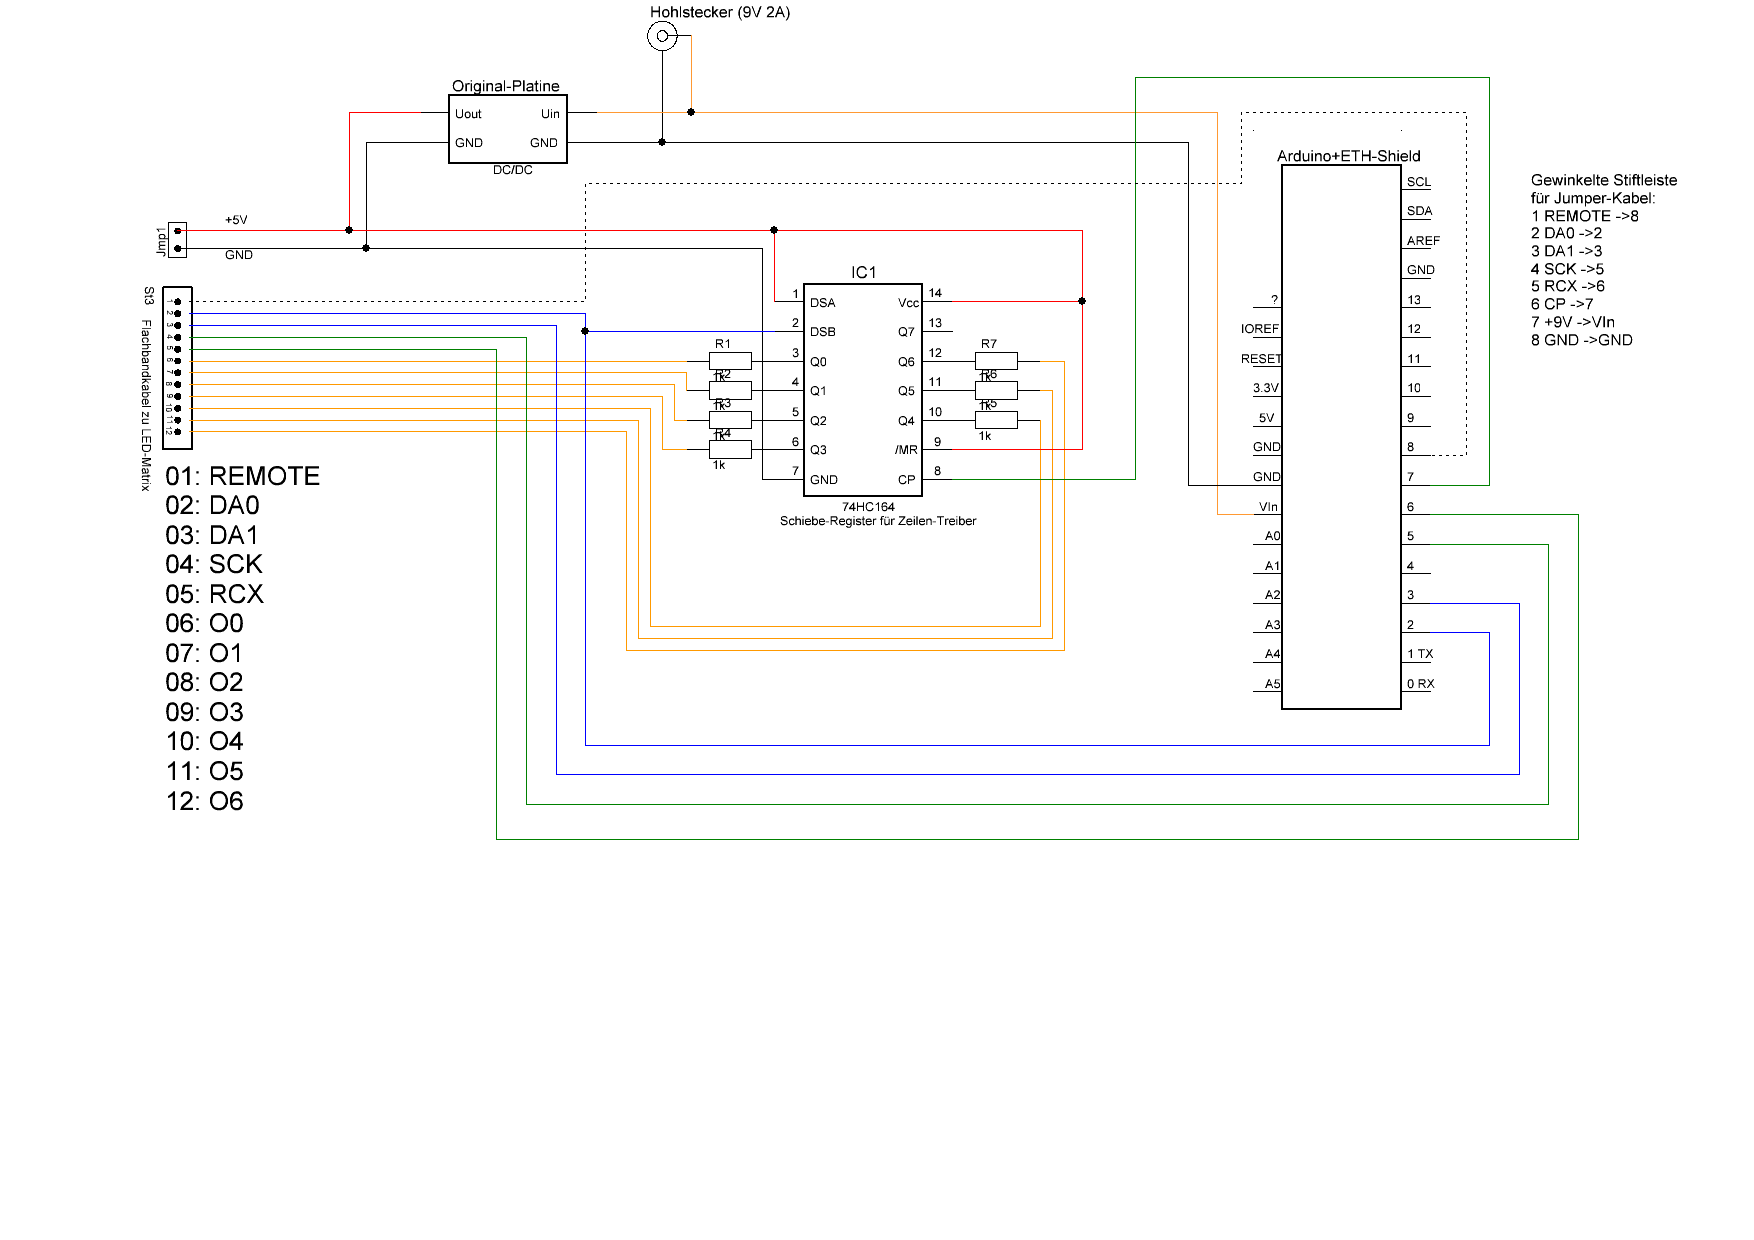 Hohlstecker (9V 2A)
Original-Platine
Uout
Uin
GND
GND
DC/DC
Jmp1
+5V
GND
St3
Flachbandkabel zu LED-Matrix
1
2
3
4
5
6
7
8
9
10
11
12
01: REMOTE
02: DA0
03: DA1
04: SCK
05: RCX
06: O0
07: O1
08: O2
09: O3
10: O4
11: O5
12: O6
IC1
1 DSA
2 DSB
3 Q0
4 Q1
5 Q2
6 Q3
7 GND
Vcc 14
Q7 13
Q6 12
Q5 11
Q4 10
/MR 9
CP 8
74HC164
Schiebe-Register für Zeilen-Treiber
R1
1k
R2
1k
R3
1k
R4
1k
R7
1k
R6
1k
R5
1k
Arduino+ETH-Shield
?
IOREF
RESET
3.3V
5V
GND
GND
VIn
A0
A1
A2
A3
A4
A5
SCL
SDA
AREF
GND
13
12
11
10
9
8
7
6
5
4
3
2
1 TX
0 RX
Gewinkelte Stiftleiste
für Jumper-Kabel:
1 REMOTE ->8
2 DA0 ->2
3 DA1 ->3
4 SCK ->5
5 RCX ->6
6 CP ->7
7 +9V ->VIn
8 GND ->GND